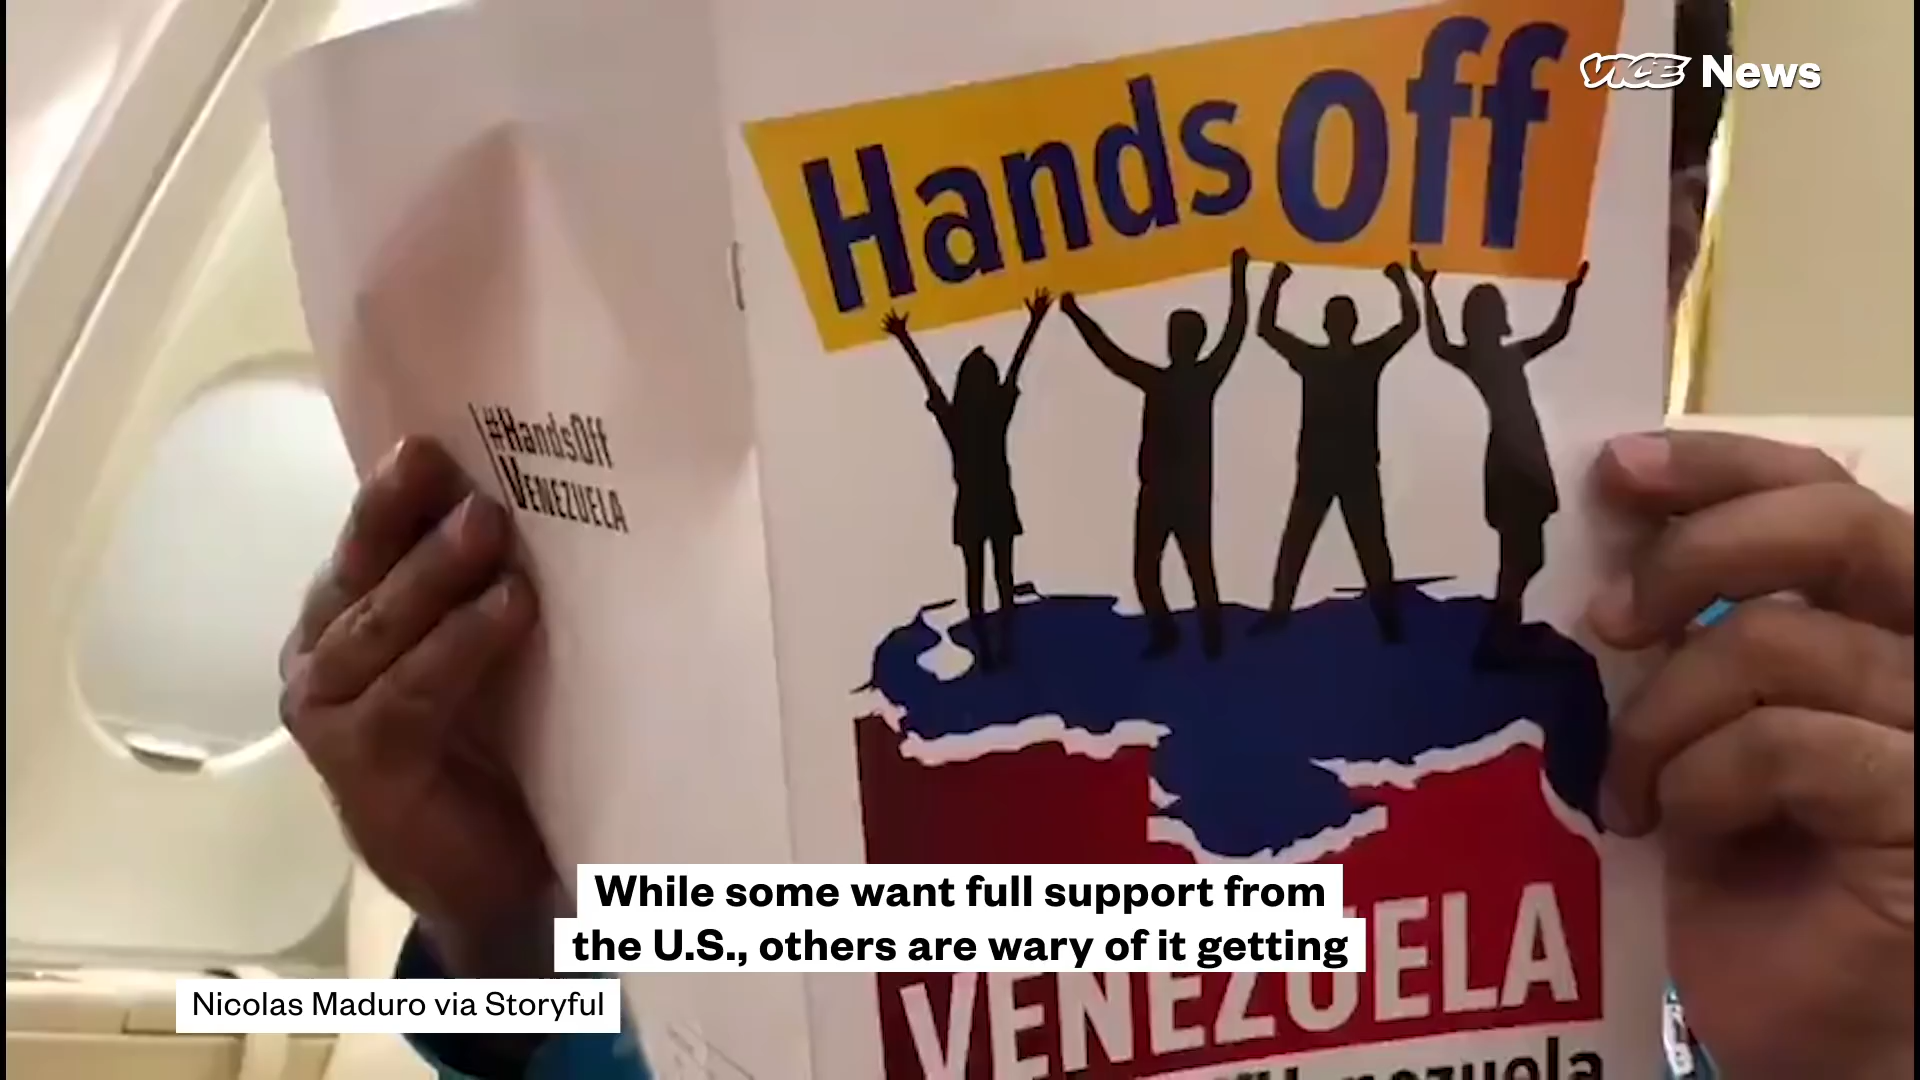 VICE News
Hands Off
#HandsOff
VENEZUELA
While some want full support from
the U.S., others are wary of it getting
VENEZUELA
Nicolas Maduro via Storyful